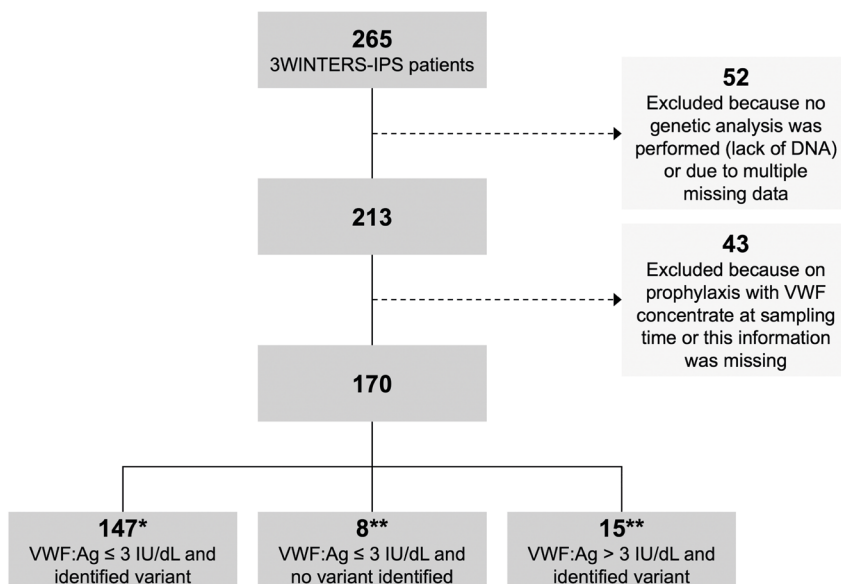 265
3WINTERS-IPS patients
52
Excluded because no
genetic analysis was
performed (lack of DNA)
or due to multiple
missing data
213
43
Excluded because on
prophylaxis with VWF
concentrate at sampling
time or this information
was missing
170
147*
VWF:Ag ≤ 3 IU/dL and
identified variant
8**
VWF:Ag ≤ 3 IU/dL and
no variant identified
15**
VWF:Ag > 3 IU/dL and
identified variant